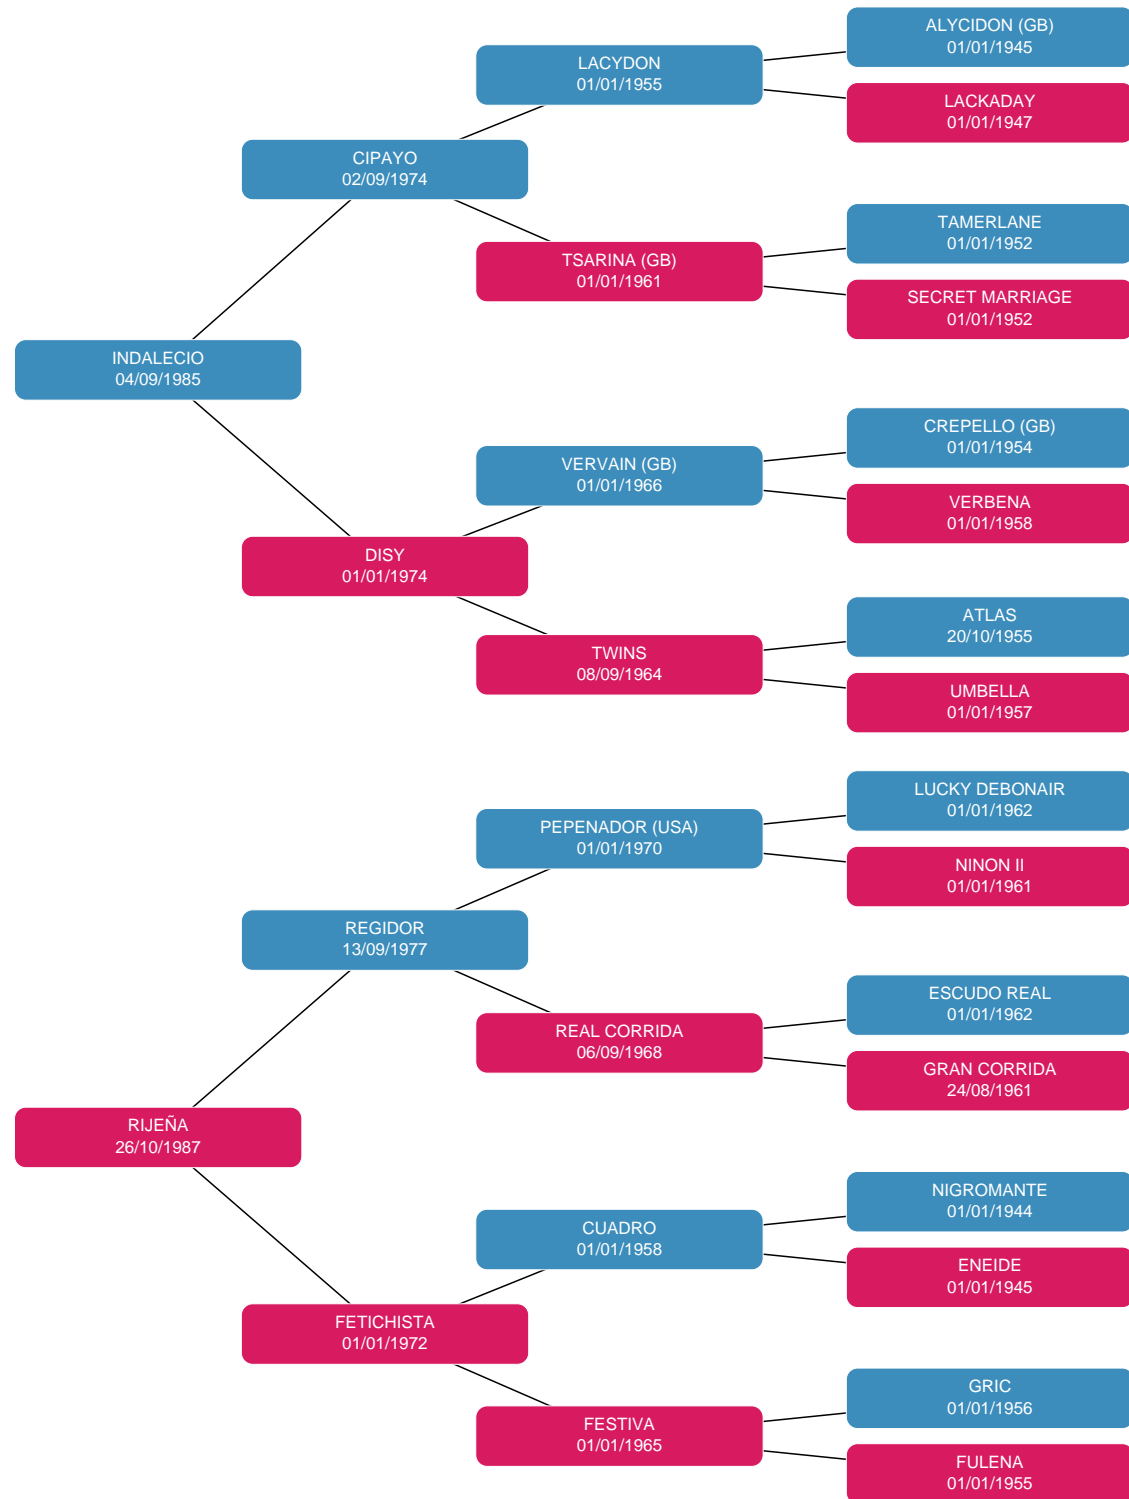 ALYCIDON (GB)
01/01/1945
LACYDON
01/01/1955
LACKADAY
01/01/1947
CIPAYO
02/09/1974
TAMERLANE
01/01/1952
TSARINA (GB)
01/01/1961
SECRET MARRIAGE
01/01/1952
INDALECIO
04/09/1985
CREPELLO (GB)
01/01/1954
VERVAIN (GB)
01/01/1966
VERBENA
01/01/1958
DISY
01/01/1974
ATLAS
20/10/1955
TWINS
08/09/1964
UMBELLA
01/01/1957
LUCKY DEBONAIR
01/01/1962
PEPENADOR (USA)
01/01/1970
NINON II
01/01/1961
REGIDOR
13/09/1977
ESCUDO REAL
01/01/1962
REAL CORRIDA
06/09/1968
GRAN CORRIDA
24/08/1961
RIJEÑA
26/10/1987
NIGROMANTE
01/01/1944
CUADRO
01/01/1958
ENEIDE
01/01/1945
FETICHISTA
01/01/1972
GRIC
01/01/1956
FESTIVA
01/01/1965
FULENA
01/01/1955